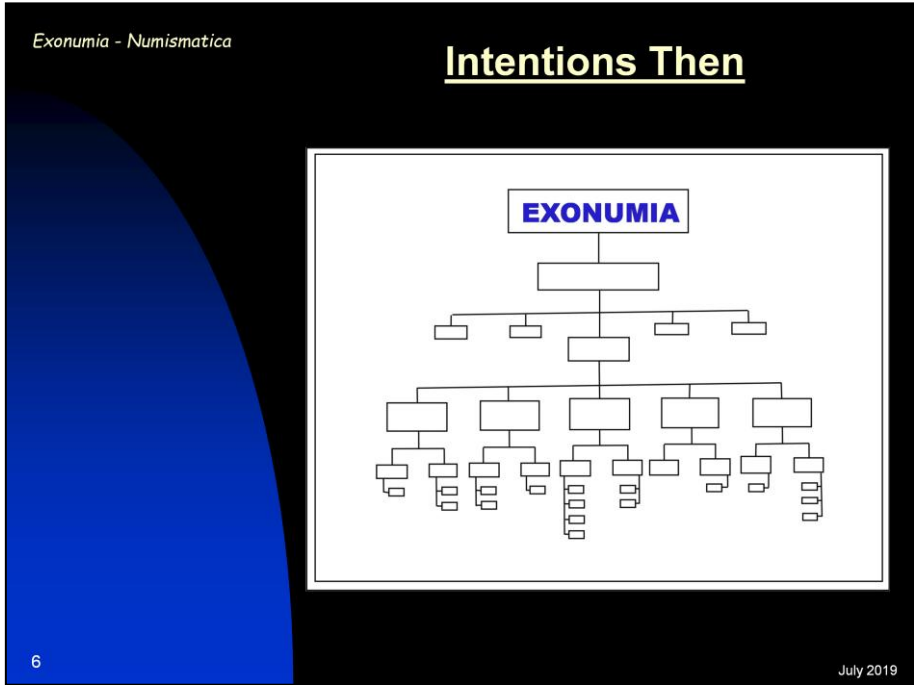 Exonumia - Numismatica
Intentions Then
EXONUMIA
6
July 2019